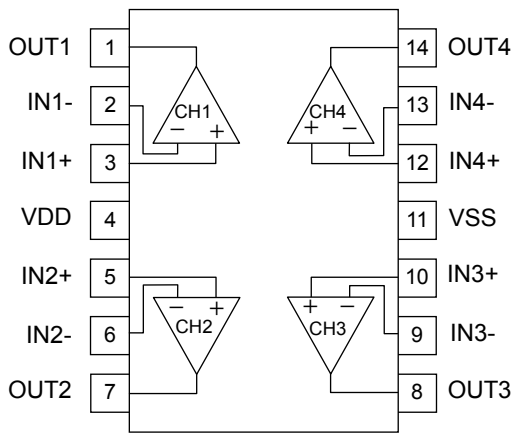 OUT1 1 14 OUT4
IN1- 2 CH1 CH4 13 IN4-
− + + −
IN1+ 3 12 IN4+
VDD 4 11 VSS
IN2+ 5 10 IN3+
− + + −
IN2- 6 CH2 CH3 9 IN3-
OUT2 7 8 OUT3